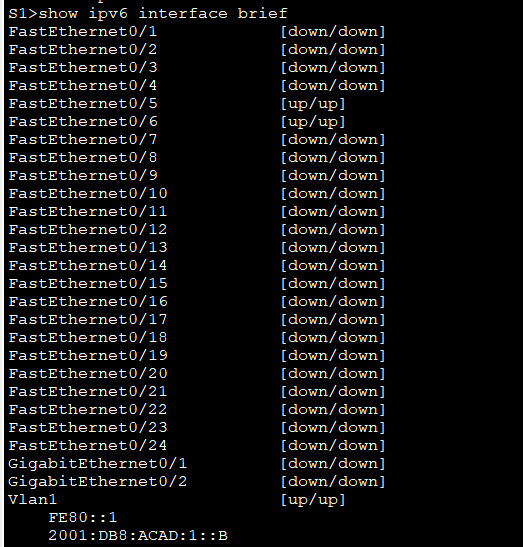 S1>show ipv6 interface brief
FastEthernet0/1 [down/down]
FastEthernet0/2 [down/down]
FastEthernet0/3 [down/down]
FastEthernet0/4 [down/down]
FastEthernet0/5 [up/up]
FastEthernet0/6 [up/up]
FastEthernet0/7 [down/down]
FastEthernet0/8 [down/down]
FastEthernet0/9 [down/down]
FastEthernet0/10 [down/down]
FastEthernet0/11 [down/down]
FastEthernet0/12 [down/down]
FastEthernet0/13 [down/down]
FastEthernet0/14 [down/down]
FastEthernet0/15 [down/down]
FastEthernet0/16 [down/down]
FastEthernet0/17 [down/down]
FastEthernet0/18 [down/down]
FastEthernet0/19 [down/down]
FastEthernet0/20 [down/down]
FastEthernet0/21 [down/down]
FastEthernet0/22 [down/down]
FastEthernet0/23 [down/down]
FastEthernet0/24 [down/down]
GigabitEthernet0/1 [down/down]
GigabitEthernet0/2 [down/down]
Vlan1 [up/up]
FE80::1
2001:DB8:ACAD:1::B